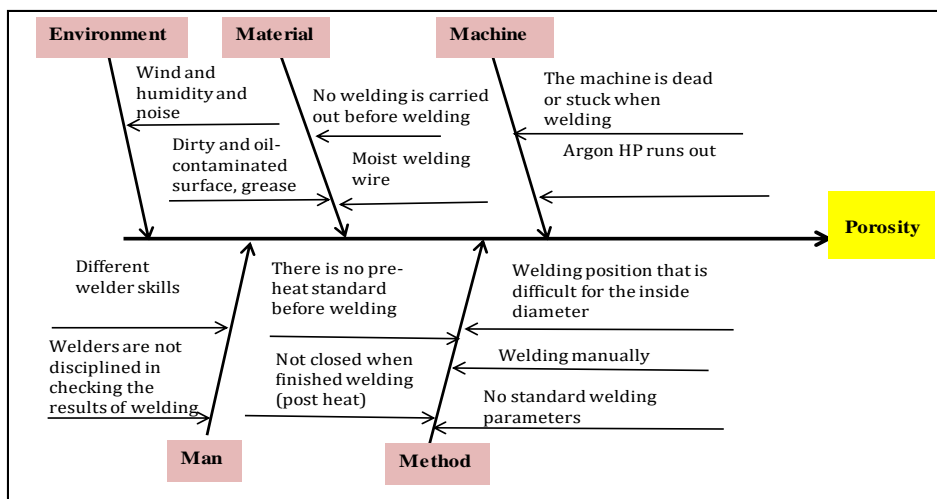 Environment
Material
Machine
Wind and
humidity and
noise
Dirty and oil-
contaminated
surface, grease
No welding is carried
out before welding
Moist welding
wire
The machine is dead
or stuck when
welding
Argon HP runs out
Porosity
Different
welder skills
Welders are not
disciplined in
checking the
results of welding
There is no pre-
heat standard
before welding
Not closed when
finished welding
(post heat)
Welding position that is
difficult for the inside
diameter
Welding manually
No standard welding
parameters
Man
Method